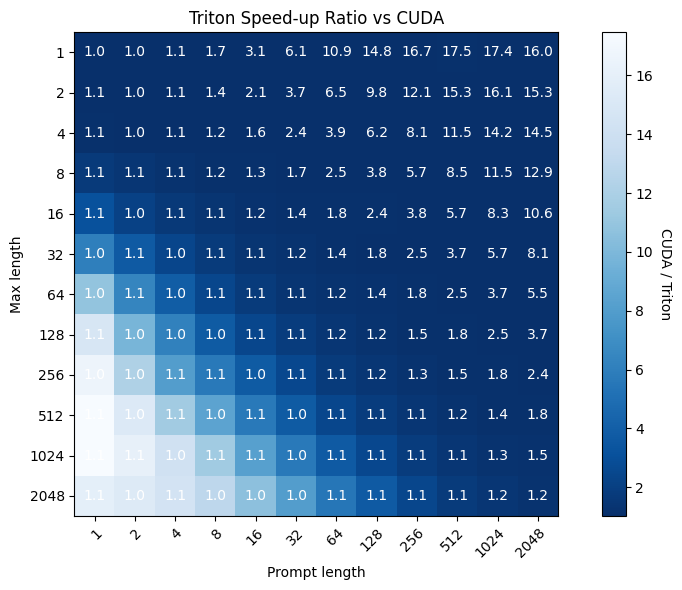 Triton Speed-up Ratio vs CUDA
1 1.0 1.0 1.1 1.7 3.1 6.1 10.9 14.8 16.7 17.5 17.4 16.0
2 1.1 1.0 1.1 1.4 2.1 3.7 6.5 9.8 12.1 15.3 16.1 15.3
4 1.1 1.0 1.1 1.2 1.6 2.4 3.9 6.2 8.1 11.5 14.2 14.5
8 1.1 1.1 1.1 1.2 1.3 1.7 2.5 3.8 5.7 8.5 11.5 12.9
16 1.1 1.0 1.1 1.1 1.2 1.4 1.8 2.4 3.8 5.7 8.3 10.6
32 1.0 1.1 1.0 1.1 1.1 1.2 1.4 1.8 2.5 3.7 5.7 8.1
64 1.0 1.1 1.0 1.1 1.1 1.1 1.2 1.4 1.8 2.5 3.7 5.5
128 1.1 1.0 1.1 1.0 1.1 1.1 1.2 1.2 1.5 1.8 2.5 3.7
256 1.0 1.0 1.1 1.1 1.0 1.1 1.1 1.2 1.3 1.5 1.8 2.4
512 1.0 1.1 1.0 1.1 1.0 1.1 1.1 1.1 1.2 1.4 1.8
1024 1.1 1.0 1.1 1.1 1.0 1.1 1.1 1.1 1.1 1.3 1.5
2048 1.1 1.0 1.1 1.0 1.0 1.0 1.1 1.1 1.1 1.1 1.2 1.2
1 2 4 8 16 32 64 128 256 512 1024 2048
Prompt length
Max length
16
14
12
10
8
6
4
2
CUDA / Triton